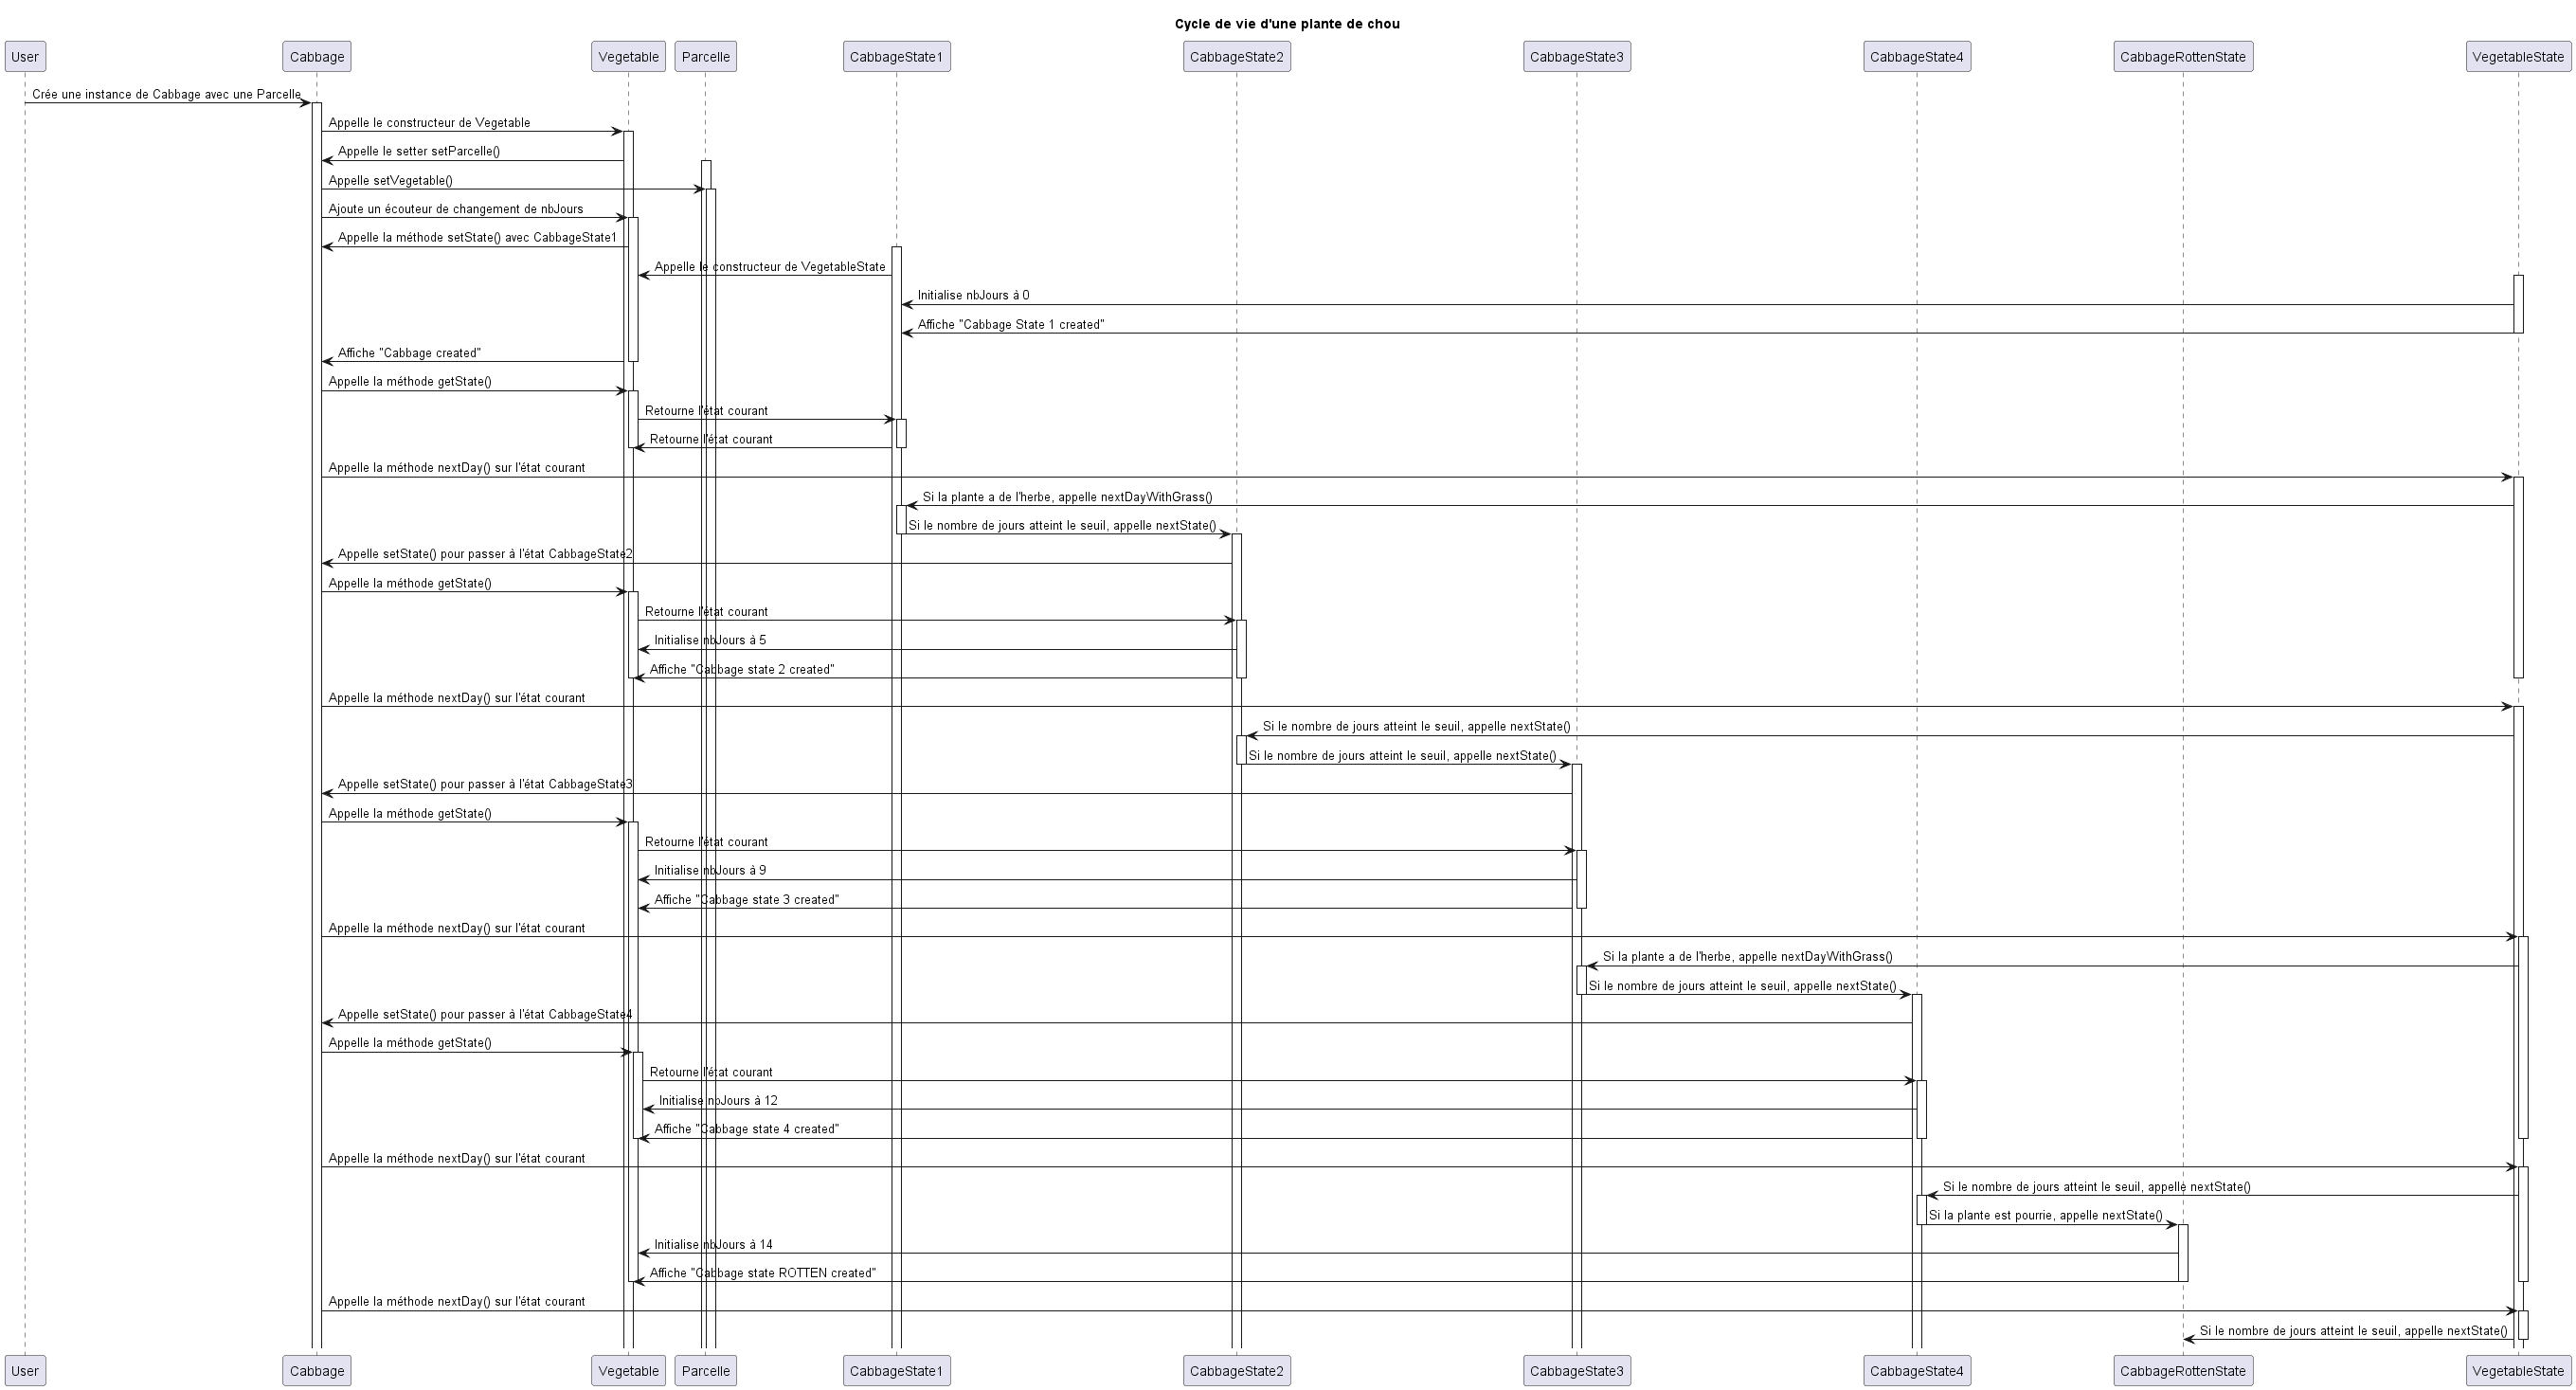 Cycle de vie d'une plante de chou
User
Cabbage
Vegetable
Parcelle
CabbageState1
CabbageState2
CabbageState3
CabbageState4
CabbageRottenState
VegetableState
Crée une instance de Cabbage avec une Parcelle
Appelle le constructeur de Vegetable
Appelle le setter setParcelle()
Appelle setVegetable()
Ajoute un écouteur de changement de nbJours
Appelle la méthode setState() avec CabbageState1
Appelle le constructeur de VegetableState
Initialise nbJours à 0
Affiche "Cabbage State 1 created"
Affiche "Cabbage created"
Appelle la méthode getState()
Retourne l'état courant
Retourne l'état courant
Appelle la méthode nextDay() sur l'état courant
Si la plante a de l'herbe, appelle nextDayWithGrass()
Si le nombre de jours atteint le seuil, appelle nextState()
Appelle setState() pour passer à l'état CabbageState2
Appelle la méthode getState()
Retourne l'état courant
Initialise nbJours à 5
Affiche "Cabbage state 2 created"
Appelle la méthode nextDay() sur l'état courant
Si le nombre de jours atteint le seuil, appelle nextState()
Si le nombre de jours atteint le seuil, appelle nextState()
Appelle setState() pour passer à l'état CabbageState3
Appelle la méthode getState()
Retourne l'état courant
Initialise nbJours à 9
Affiche "Cabbage state 3 created"
Appelle la méthode nextDay() sur l'état courant
Si la plante a de l'herbe, appelle nextDayWithGrass()
Si le nombre de jours atteint le seuil, appelle nextState()
Appelle setState() pour passer à l'état CabbageState4
Appelle la méthode getState()
Retourne l'état courant
Initialise nbJours à 12
Affiche "Cabbage state 4 created"
Appelle la méthode nextDay() sur l'état courant
Si le nombre de jours atteint le seuil, appelle nextState()
Si la plante est pourrie, appelle nextState()
Initialise nbJours à 14
Affiche "Cabbage state ROTTEN created"
Appelle la méthode nextDay() sur l'état courant
Si le nombre de jours atteint le seuil, appelle nextState()
User
Cabbage
Vegetable
Parcelle
CabbageState1
CabbageState2
CabbageState3
CabbageState4
CabbageRottenState
VegetableState